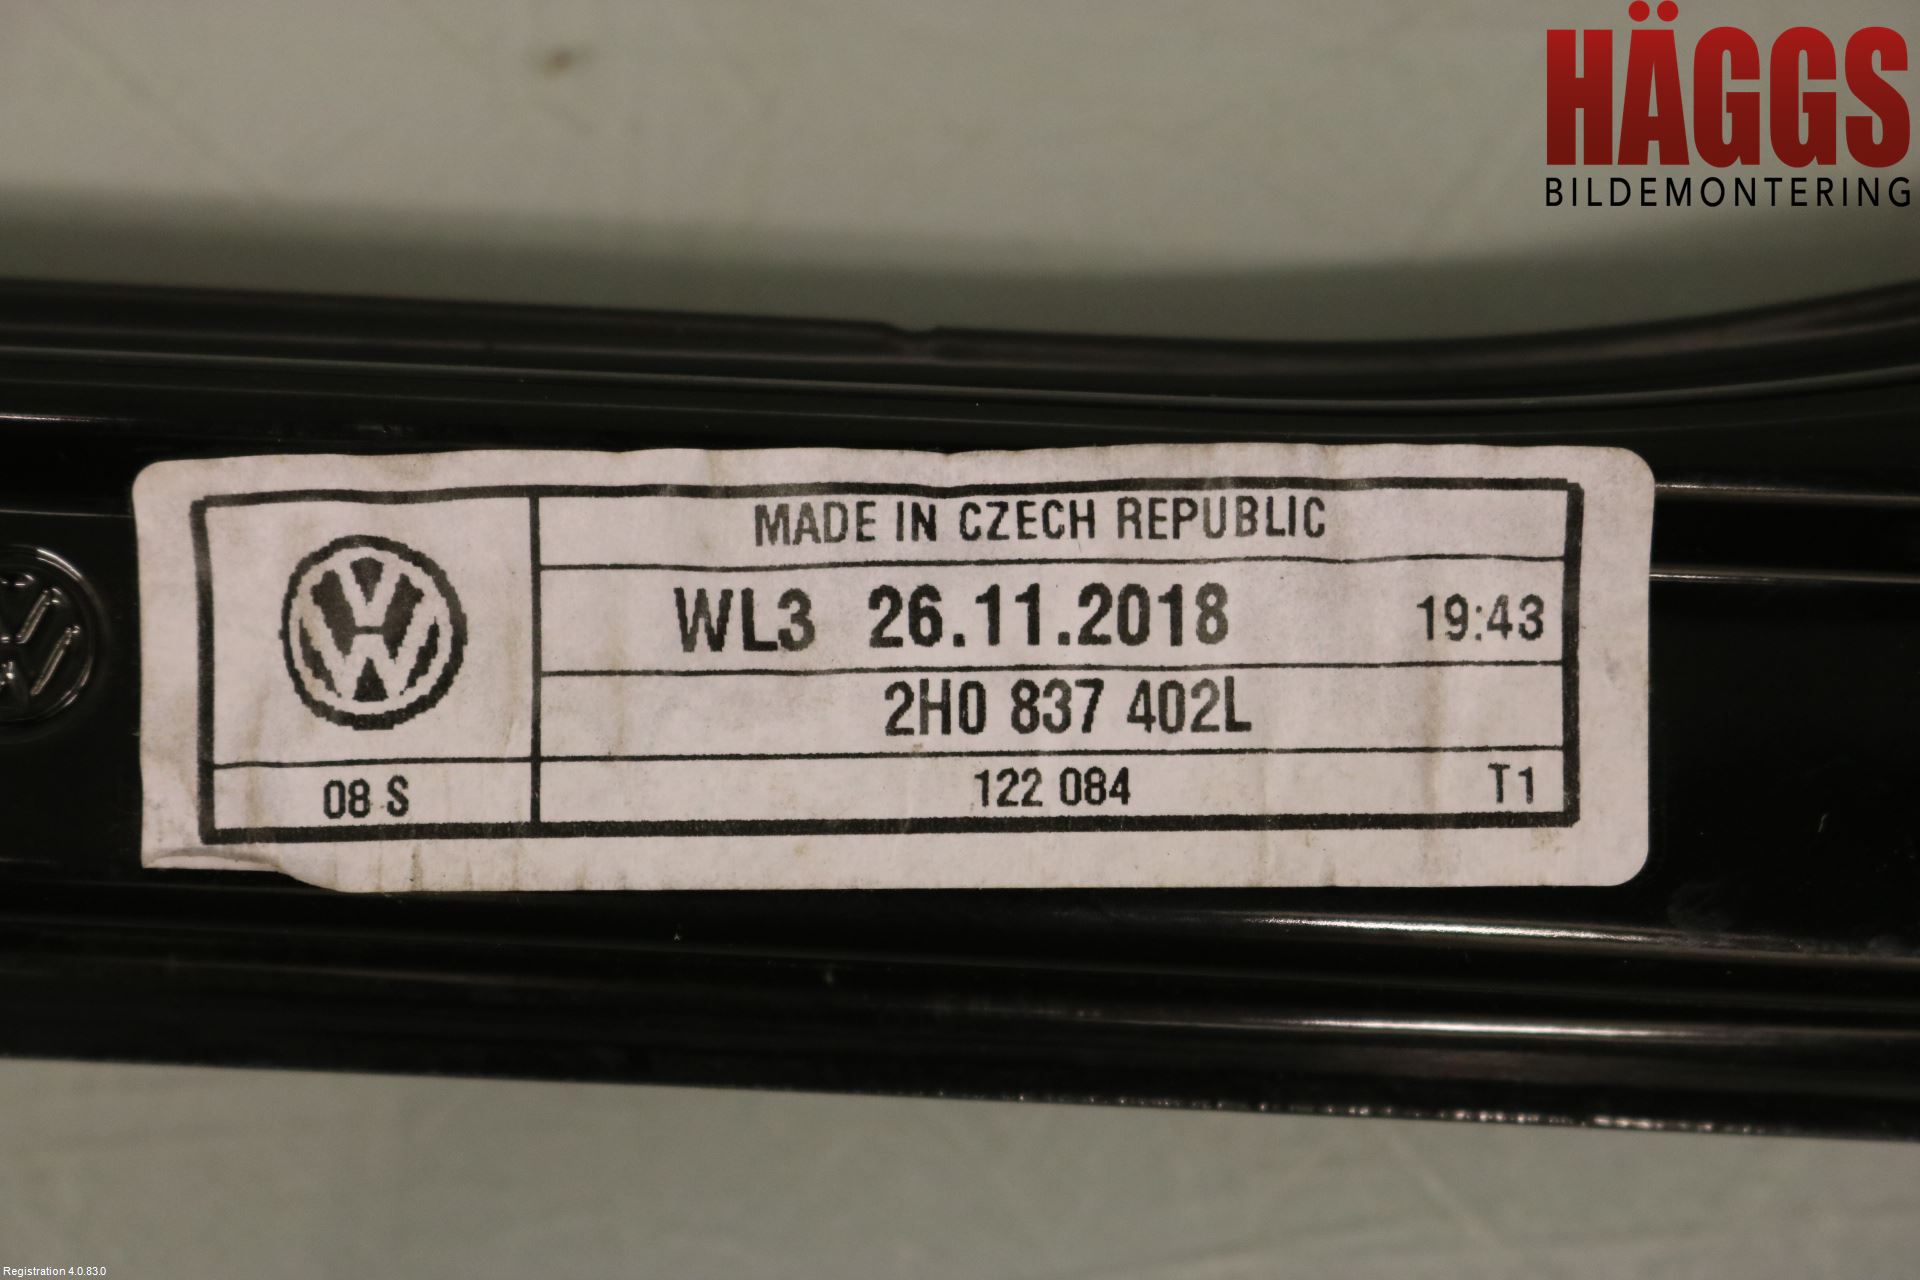 HÄGGS
BILDEMONTERING
MADE IN CZECH REPUBLIC
WL3 26.11.2018 19:43
2H0 837 402L
08 S 122 084 T1
Registration 4.0.83.0